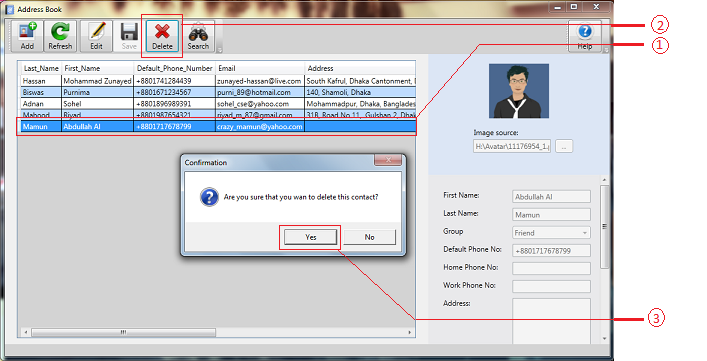 Address Book
②
Add Refresh Edit Save Delete Search Help
①
Last_Name First_Name Default_Phone_Number Email Address
Hassan Mohammad Zunayed +8801741284439 zunayed-hassan@live.com South Kafrul, Dhaka Cantonment, D
Biswas Purnima +8801671234567 purni_89@hotmail.com 140, Shamoli, Dhaka
Adnan Sohel +8801896989391 sohel_cse@yahoo.com Mohammadpur, Dhaka, Banglades
Mahood Riyad +8801987654321 riyad_m_87@gmail.com 31B, Road No 11, Gulshan 2, Dhak
Mamun Abdullah Al +8801717678799 crazy_mamun@yahoo.com
Image source:
H:\Avatar\11176954_1.j ..
Confirmation
Are you sure that you wan to delete this contact?
Yes No
First Name: Abdullah Al
Last Name: Mamun
Group Friend
Default Phone No: +8801717678799
Home Phone No:
Work Phone No:
Address:
③